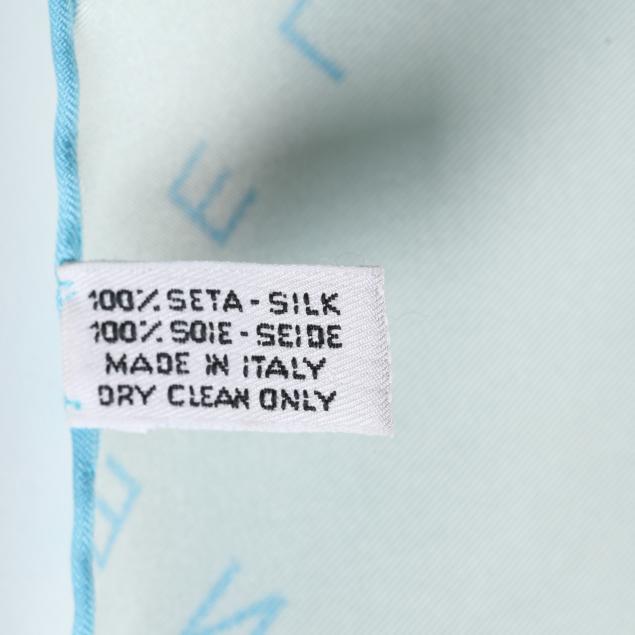 100% SETA - SILK
100% SOIE - SEIDE
MADE IN ITALY
DRY CLEAN ONLY